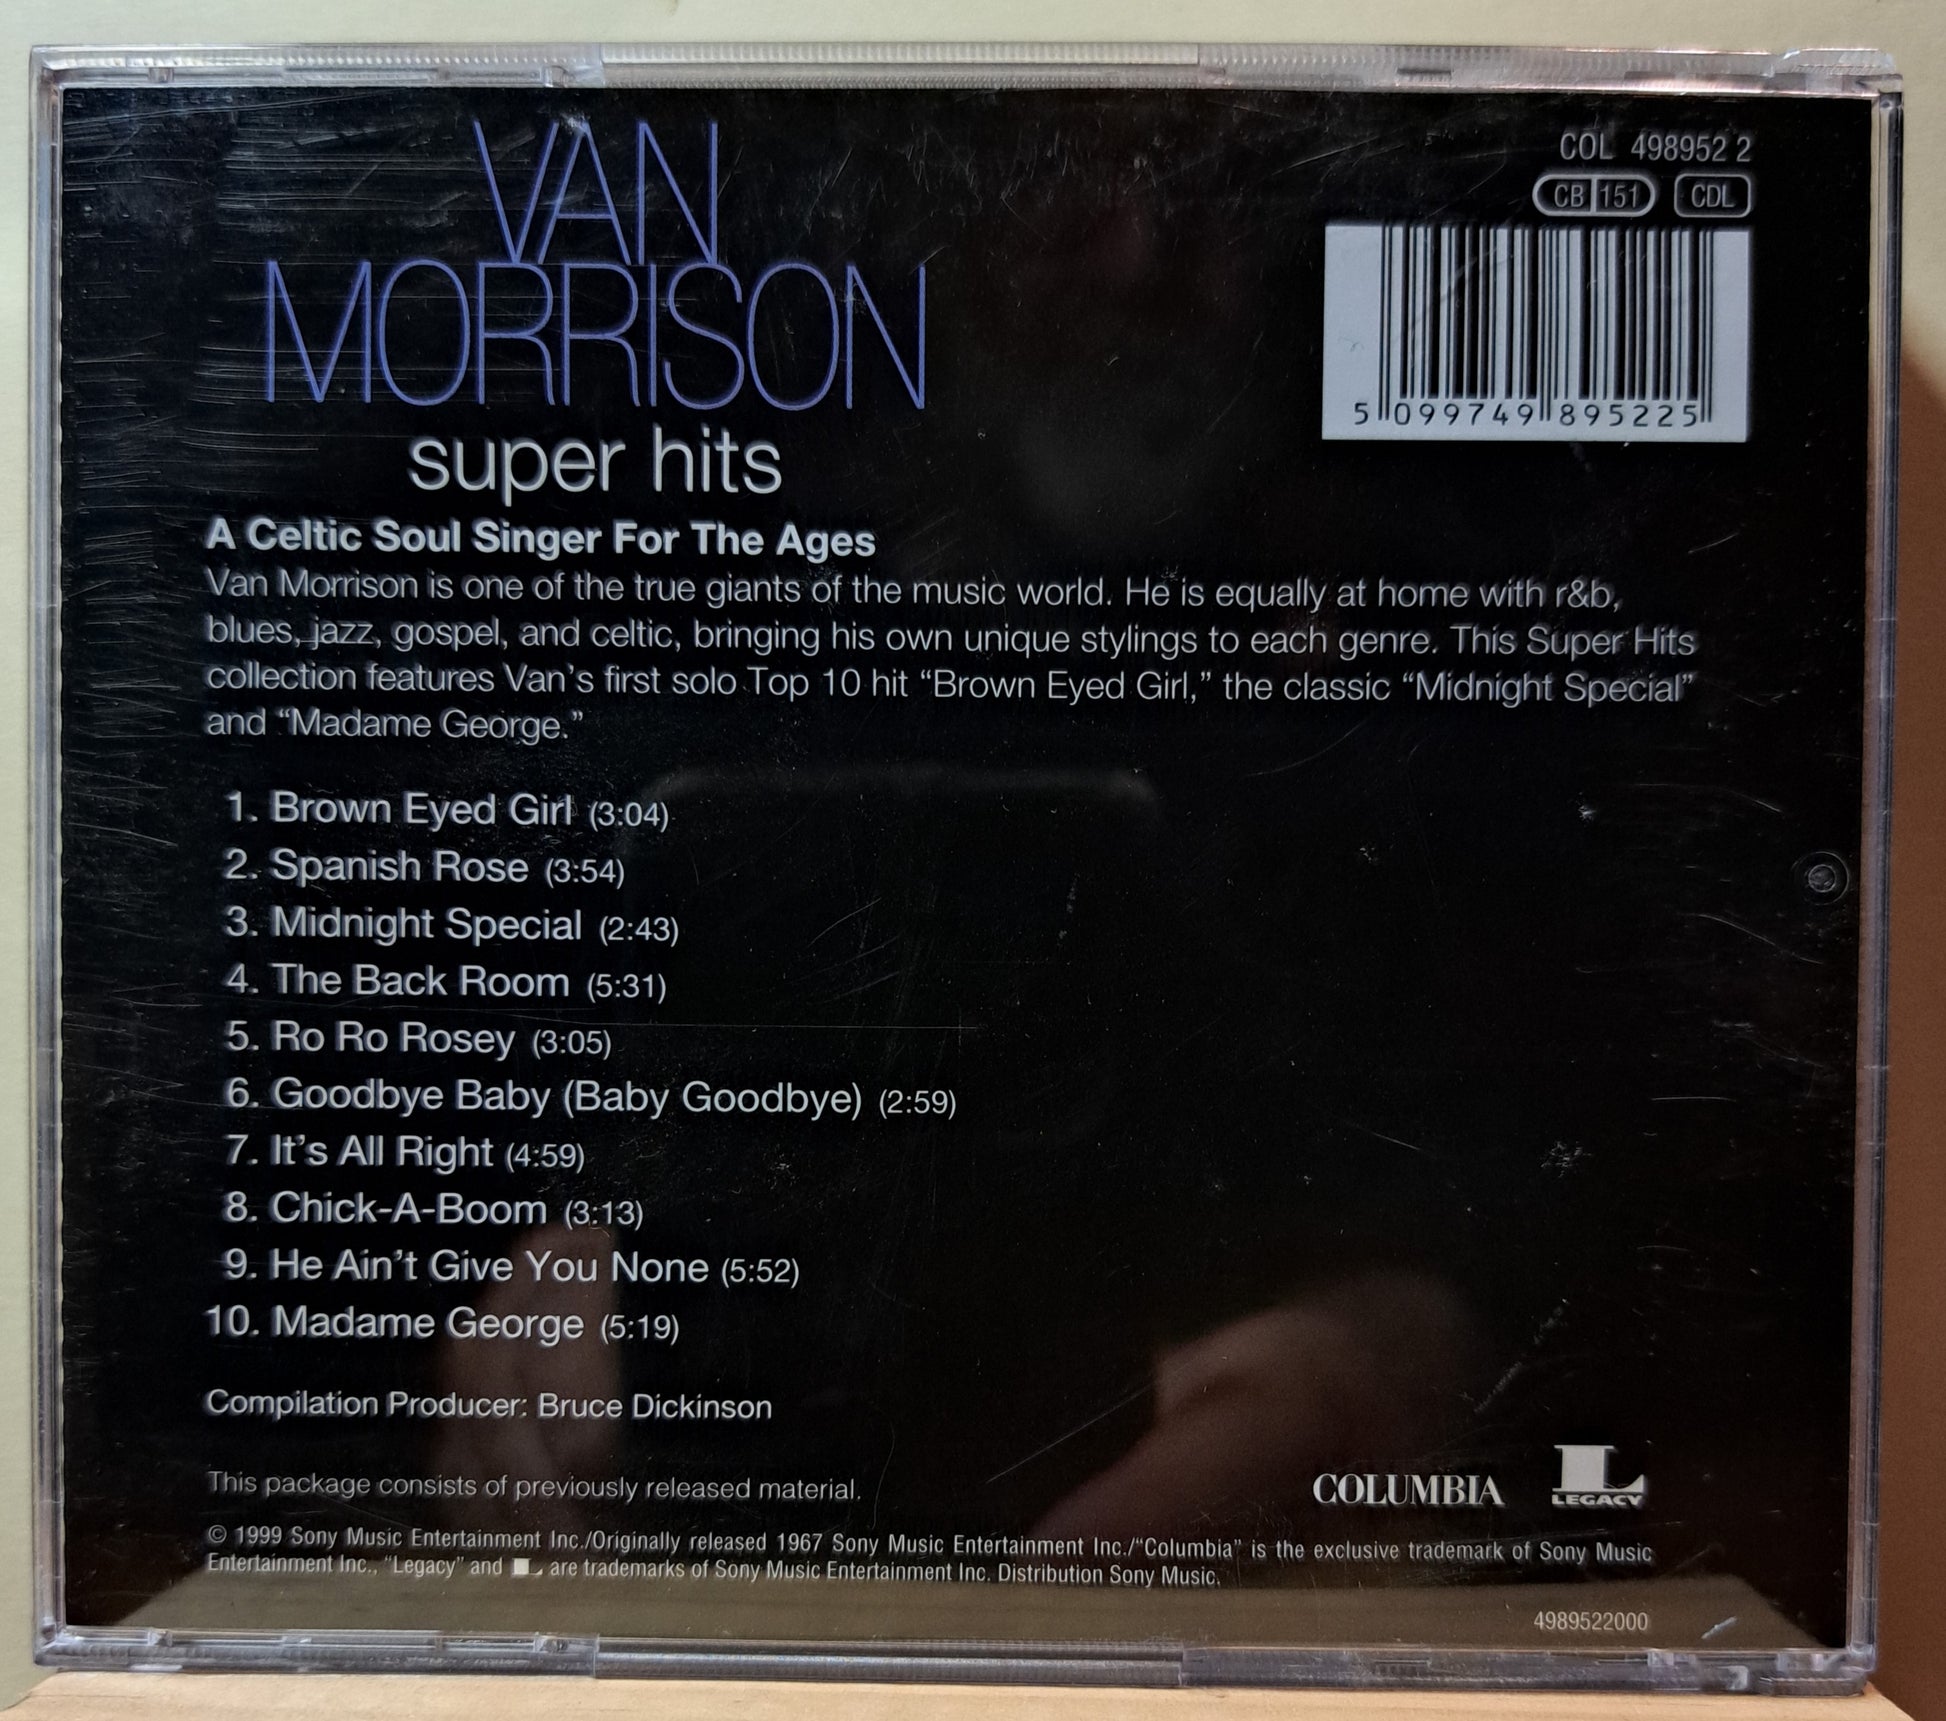 VAN
MORRISON
super hits
COL 498952 2
CB 151 CDL
5 099749 895225
A Celtic Soul Singer For The Ages
Van Morrison is one of the true giants of the music world. He is equally at home with r&b,
blues, jazz, gospel, and celtic, bringing his own unique stylings to each genre. This Super Hits
collection features Van’s first solo Top 10 hit “Brown Eyed Girl,” the classic “Midnight Special”
and “Madame George.”
1. Brown Eyed Girl (3:04)
2. Spanish Rose (3:54)
3. Midnight Special (2:43)
4. The Back Room (5:31)
5. Ro Ro Rosey (3:05)
6. Goodbye Baby (Baby Goodbye) (2:59)
7. It’s All Right (4:59)
8. Chick-A-Boom (3:13)
9. He Ain’t Give You None (5:52)
10. Madame George (5:19)
Compilation Producer: Bruce Dickinson
This package consists of previously released material.
COLUMBIA
L
LEGACY
© 1999 Sony Music Entertainment Inc./Originally released 1967 Sony Music Entertainment Inc./“Columbia” is the exclusive trademark of Sony Music
Entertainment Inc., “Legacy” and L are trademarks of Sony Music Entertainment Inc. Distribution Sony Music.
4989522000